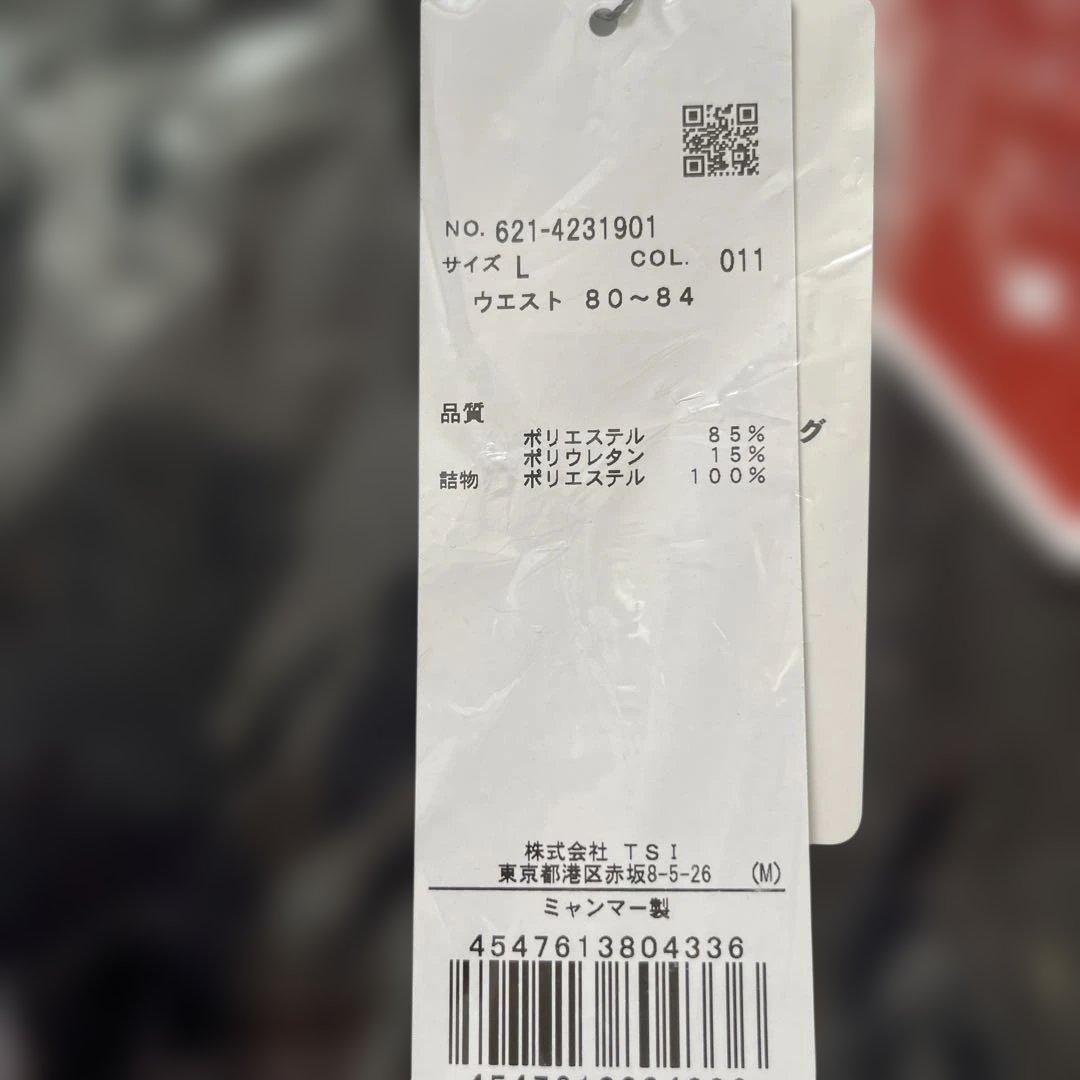 NO. 621-4231901
サイズ L COL. 011
ウエスト 80～84
品質
ポリエステル 85%
ポリウレタン 15%
詰物 ポリエステル 100%
グ
株式会社 TSI
東京都港区赤坂8-5-26 (M)
ミャンマー製
4547613804336